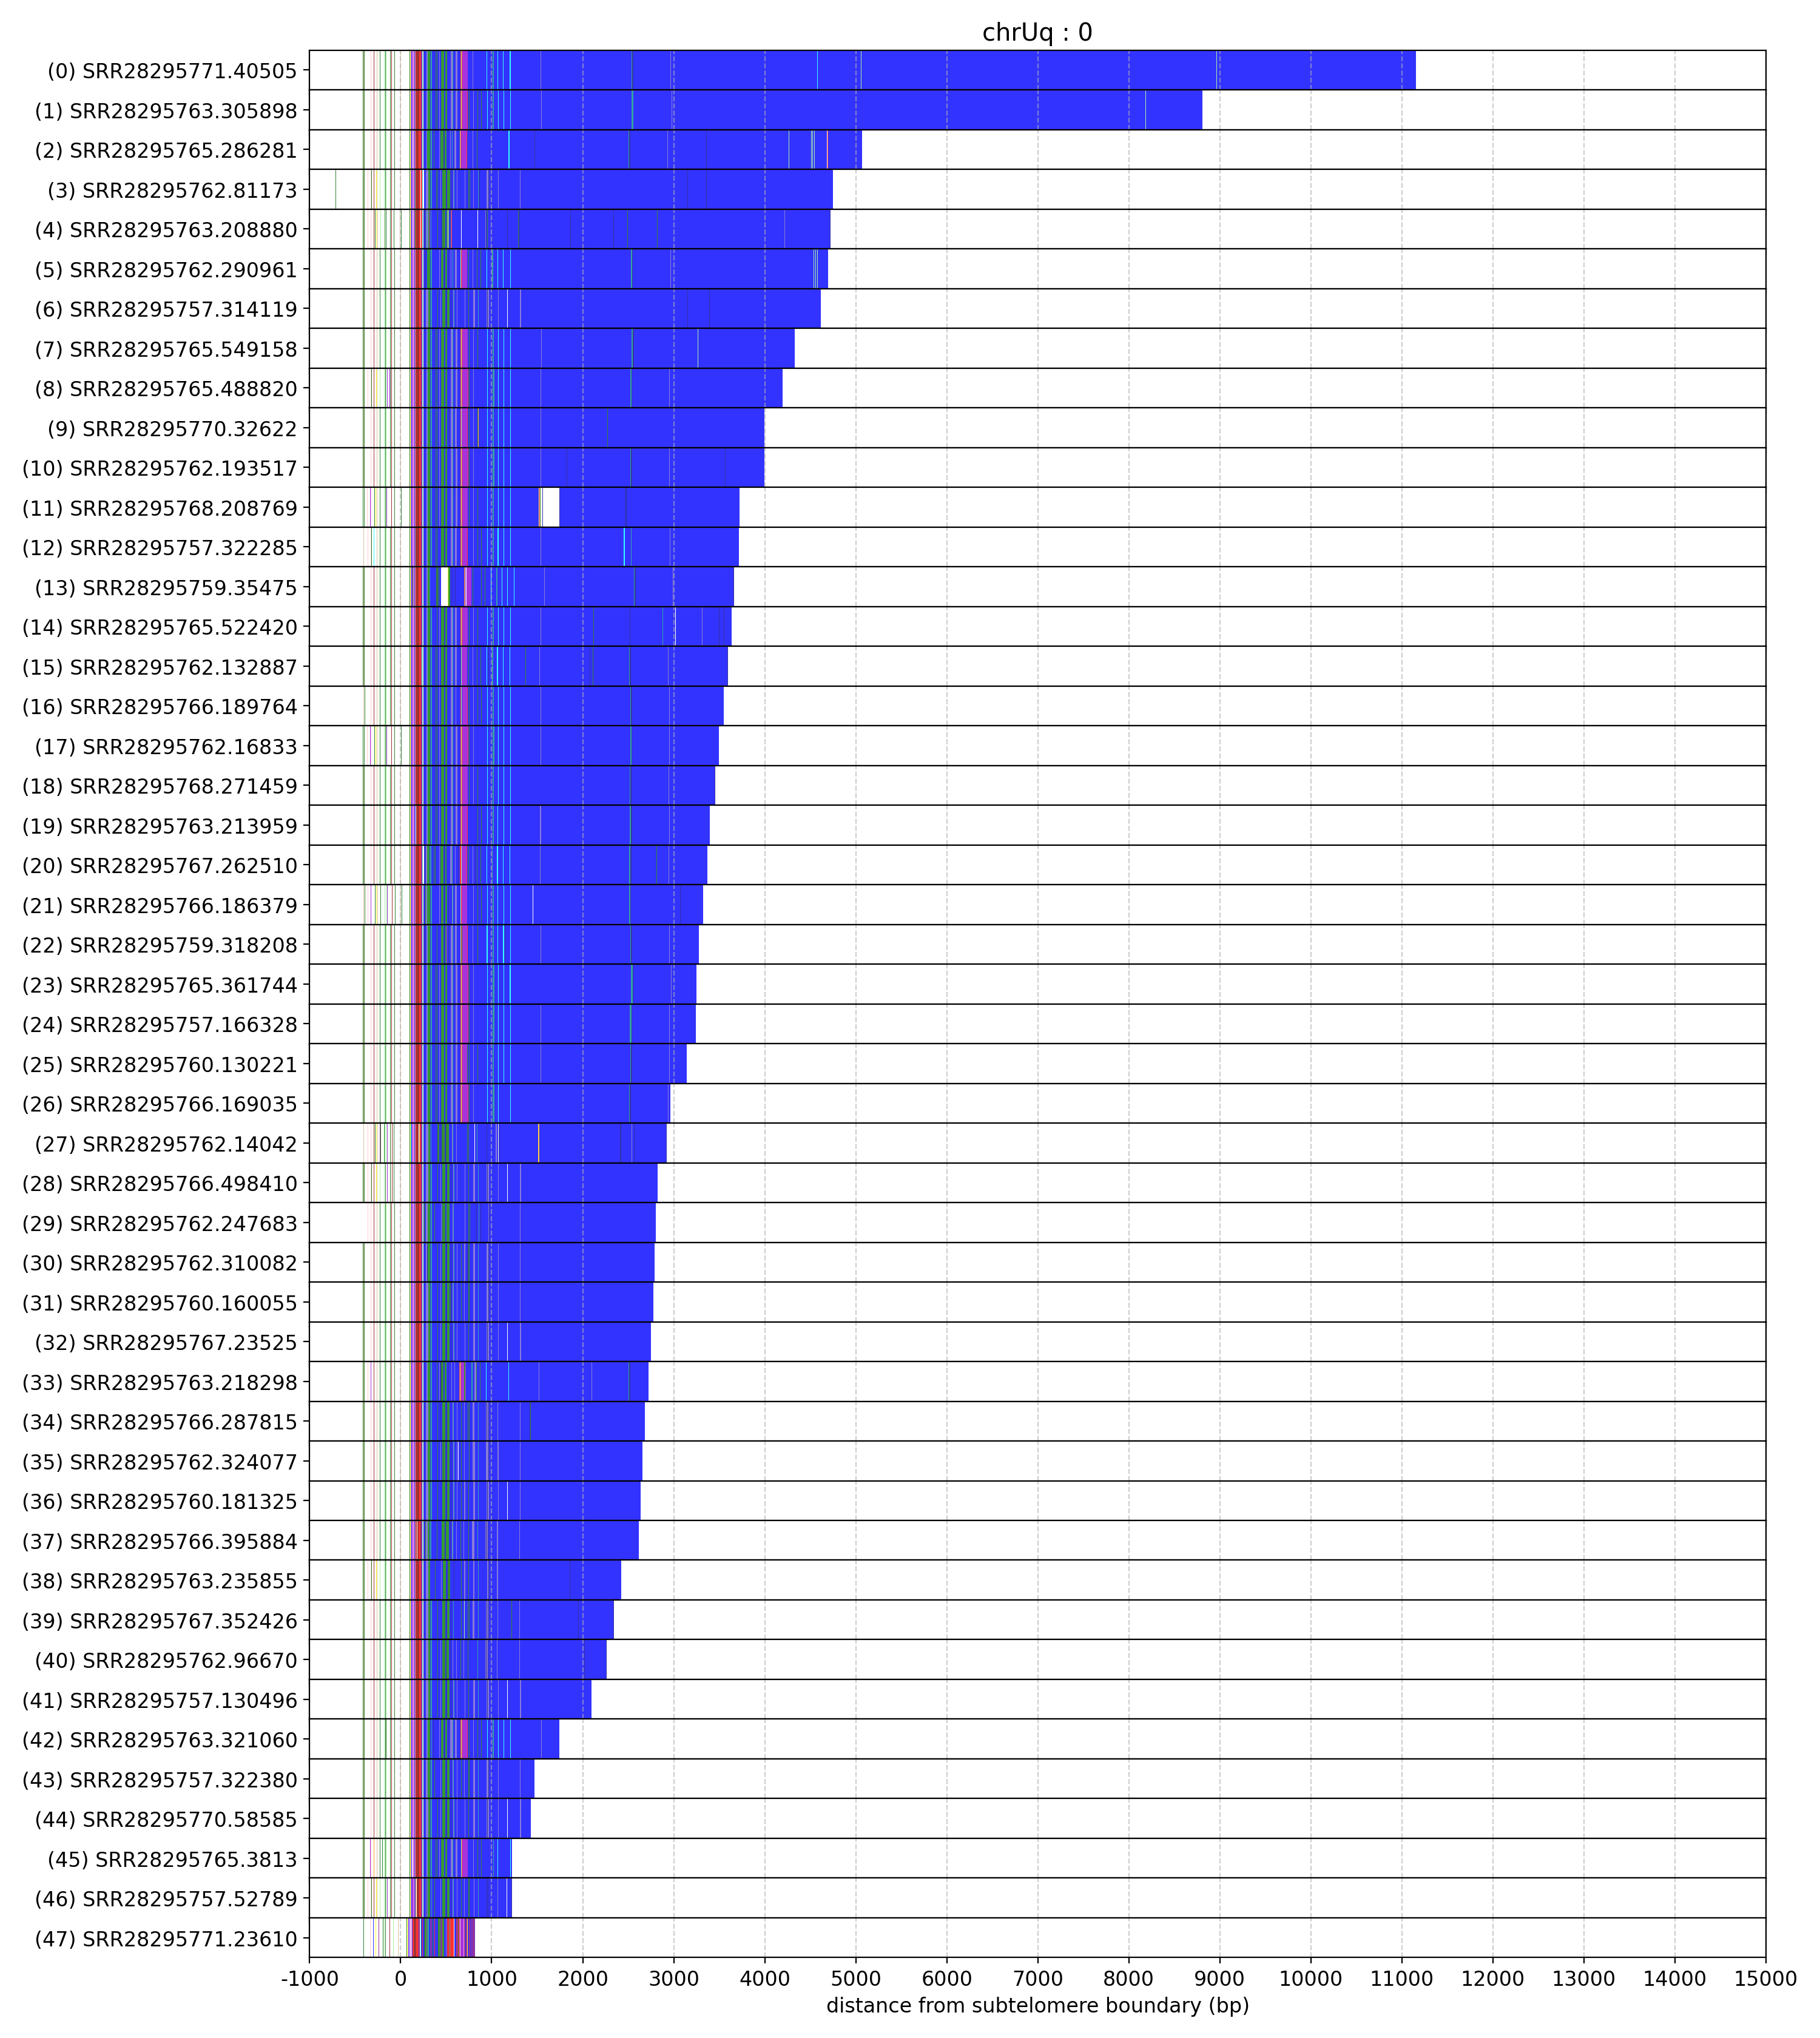 chrUq : 0
(0) SRR28295771.40505
(1) SRR28295763.305898
(2) SRR28295765.286281
(3) SRR28295762.81173
(4) SRR28295763.208880
(5) SRR28295762.290961
(6) SRR28295757.314119
(7) SRR28295765.549158
(8) SRR28295765.488820
(9) SRR28295770.32622
(10) SRR28295762.193517
(11) SRR28295768.208769
(12) SRR28295757.322285
(13) SRR28295759.35475
(14) SRR28295765.522420
(15) SRR28295762.132887
(16) SRR28295766.189764
(17) SRR28295762.16833
(18) SRR28295768.271459
(19) SRR28295763.213959
(20) SRR28295767.262510
(21) SRR28295766.186379
(22) SRR28295759.318208
(23) SRR28295765.361744
(24) SRR28295757.166328
(25) SRR28295760.130221
(26) SRR28295766.169035
(27) SRR28295762.14042
(28) SRR28295766.498410
(29) SRR28295762.247683
(30) SRR28295762.310082
(31) SRR28295760.160055
(32) SRR28295767.23525
(33) SRR28295763.218298
(34) SRR28295766.287815
(35) SRR28295762.324077
(36) SRR28295760.181325
(37) SRR28295766.395884
(38) SRR28295763.235855
(39) SRR28295767.352426
(40) SRR28295762.96670
(41) SRR28295757.130496
(42) SRR28295763.321060
(43) SRR28295757.322380
(44) SRR28295770.58585
(45) SRR28295765.3813
(46) SRR28295757.52789
(47) SRR28295771.23610
-1000 0 1000 2000 3000 4000 5000 6000 7000 8000 9000 10000 11000 12000 13000 14000 15000
distance from subtelomere boundary (bp)